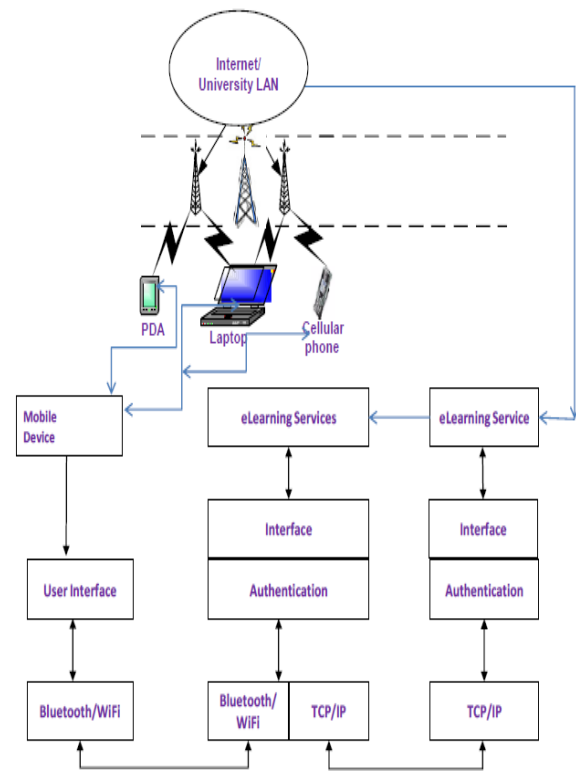 Internet/
University LAN
PDA
Laptop
Cellular
phone
Mobile
Device
eLearning Services
eLearning Service
Interface
Interface
User Interface
Authentication
Authentication
Bluetooth/WiFi
Bluetooth/
WiFi
TCP/IP
TCP/IP